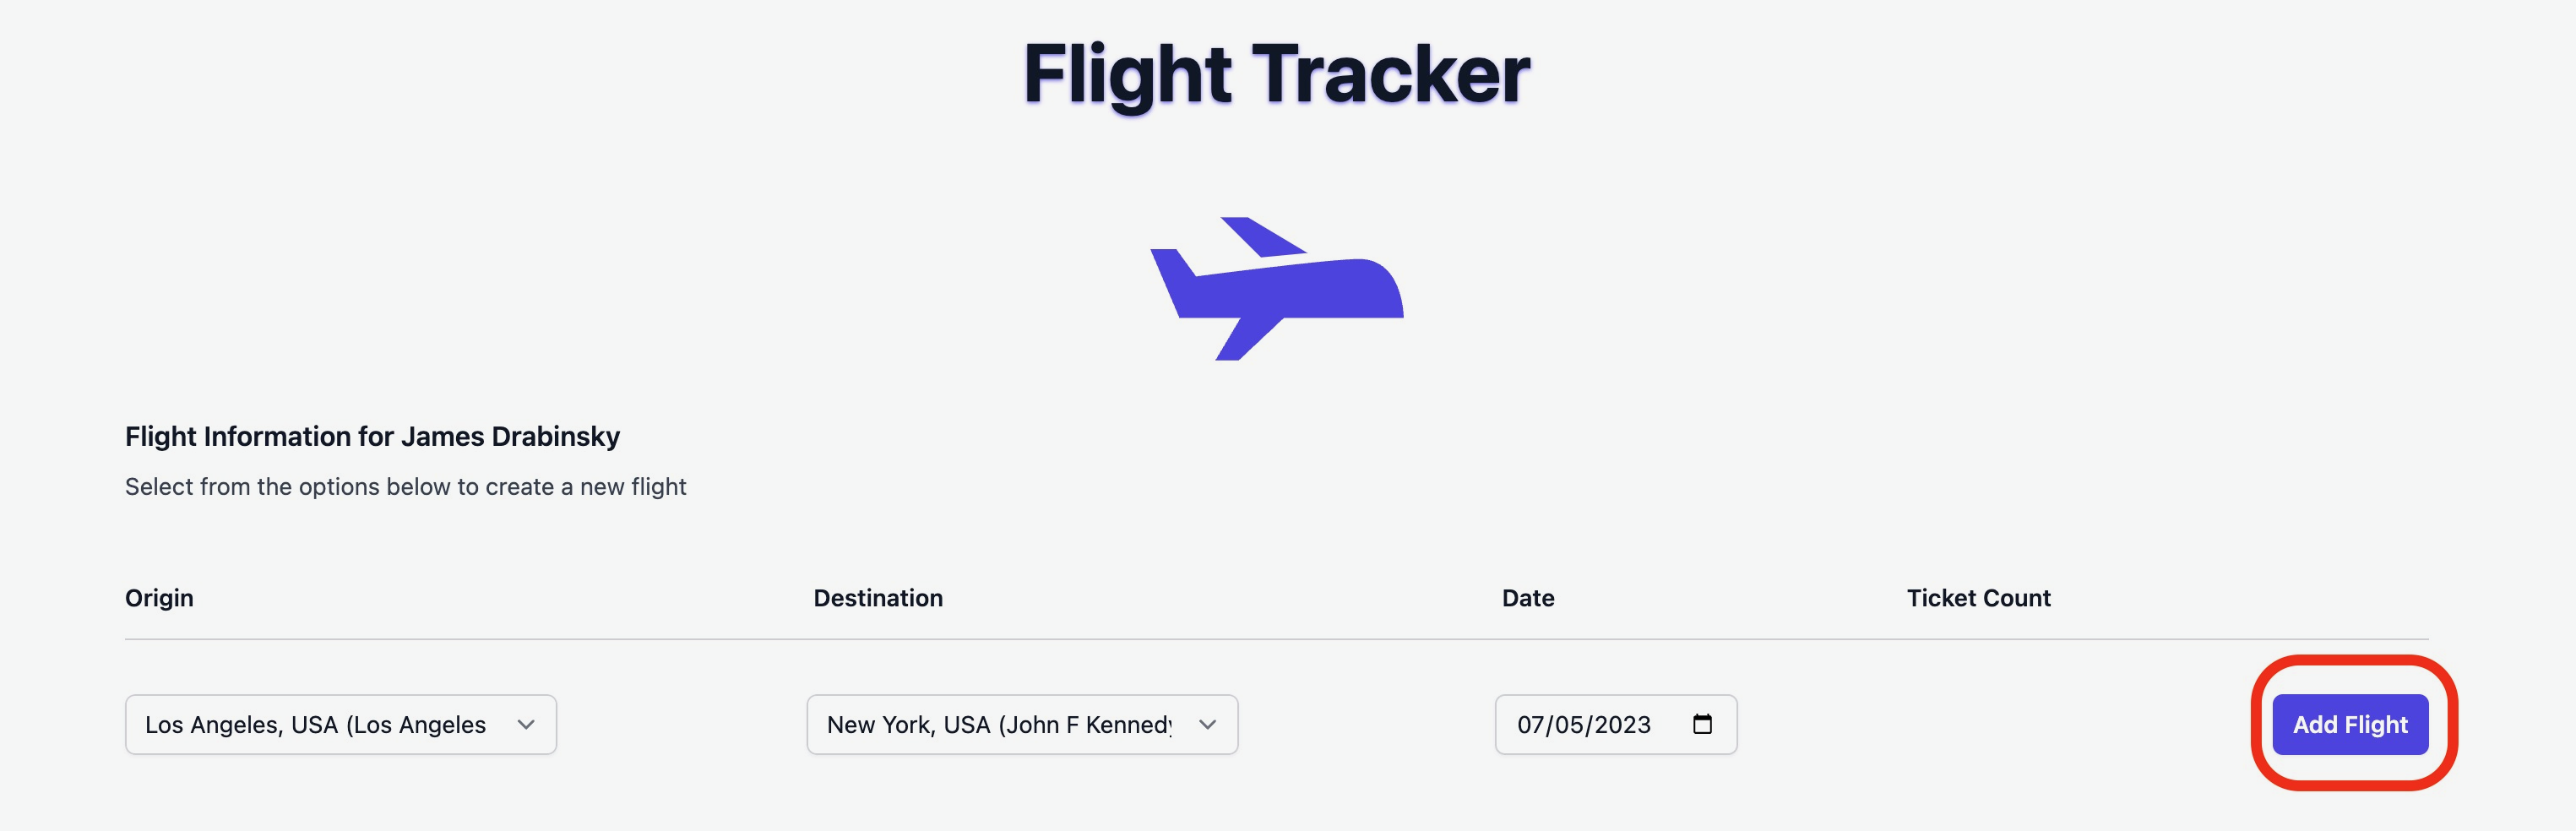 Flight Tracker
Flight Information for James Drabinsky
Select from the options below to create a new flight
Origin Destination Date Ticket Count
Los Angeles, USA (Los Angeles New York, USA (John F Kennedy 07/05/2023 Add Flight